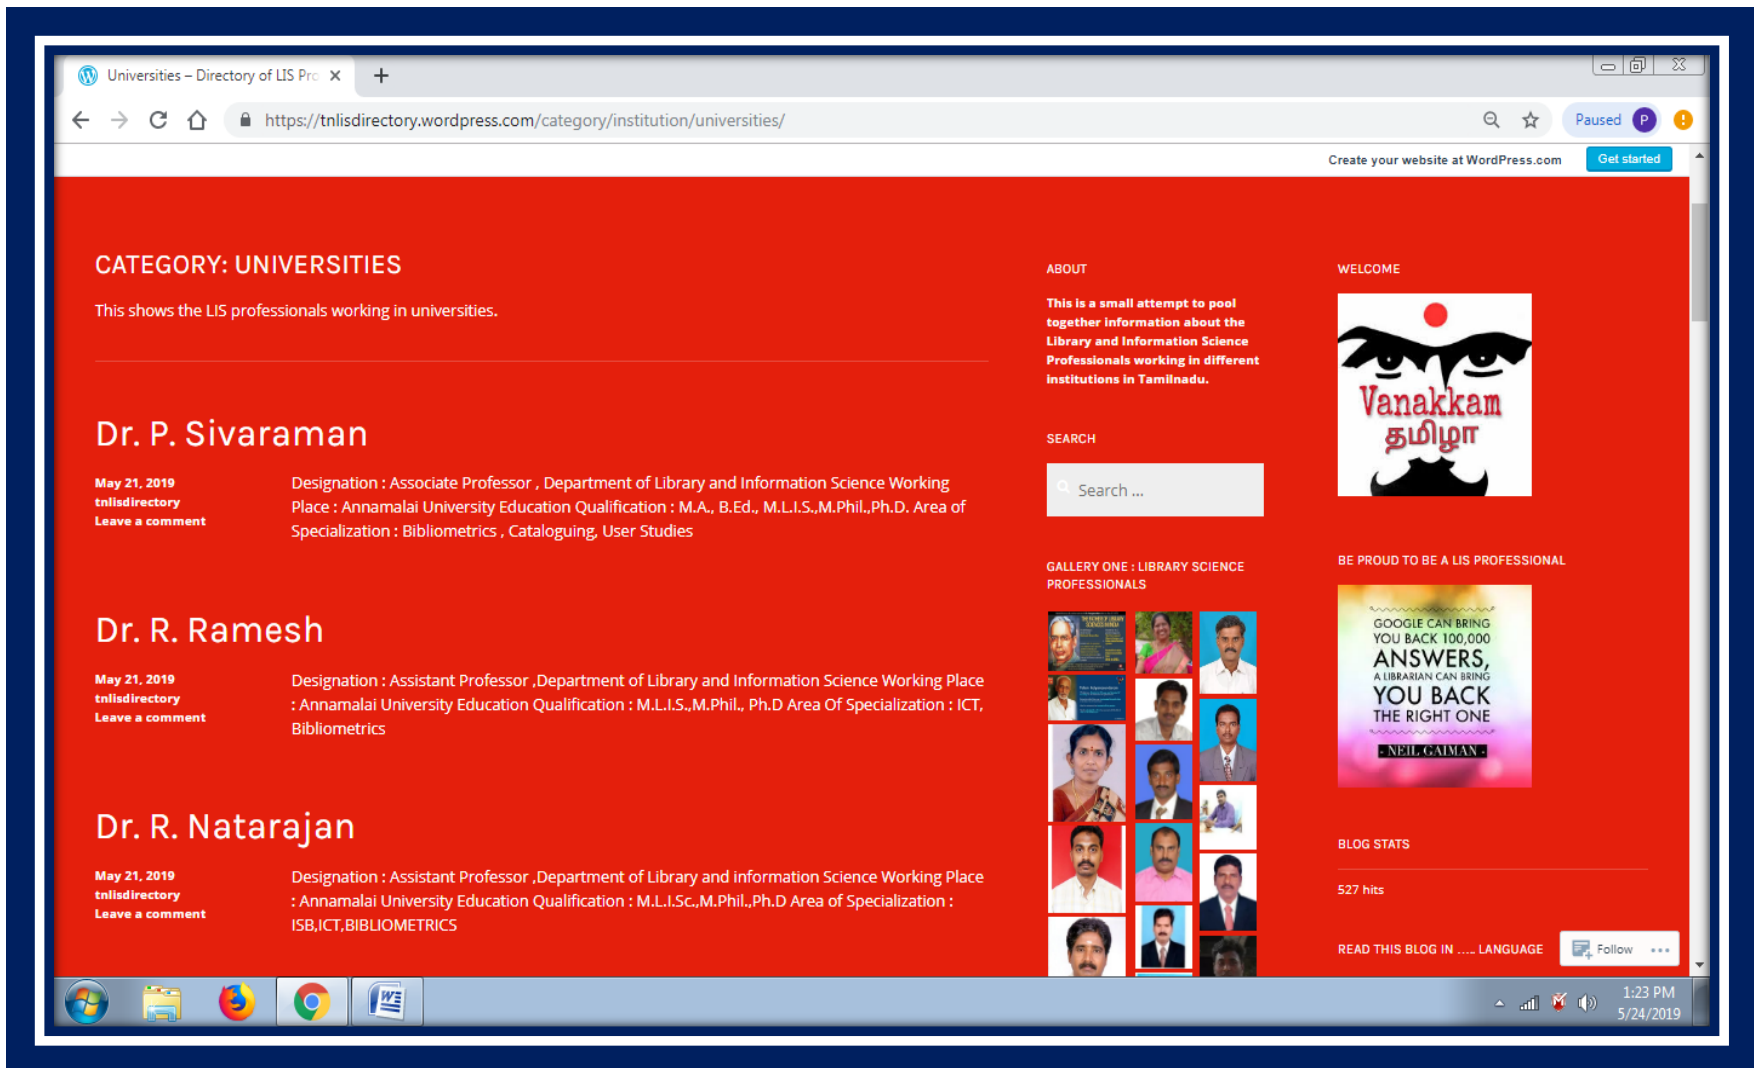 Universities – Directory of LIS Pro
https://tnlisdirectory.wordpress.com/category/institution/universities/
Paused P
Create your website at WordPress.com Get started
CATEGORY: UNIVERSITIES
This shows the LIS professionals working in universities.
Dr. P. Sivaraman
May 21, 2019
tnlisdirectory
Leave a comment
Designation : Associate Professor , Department of Library and Information Science Working
Place : Annamalai University Education Qualification : M.A., B.Ed., M.L.I.S.,M.Phil.,Ph.D. Area of
Specialization : Bibliometrics , Cataloguing, User Studies
Dr. R. Ramesh
May 21, 2019
tnlisdirectory
Leave a comment
Designation : Assistant Professor ,Department of Library and Information Science Working Place
: Annamalai University Education Qualification : M.L.I.S.,M.Phil., Ph.D Area Of Specialization : ICT,
Bibliometrics
Dr. R. Natarajan
May 21, 2019
tnlisdirectory
Leave a comment
Designation : Assistant Professor ,Department of Library and information Science Working Place
: Annamalai University Education Qualification : M.L.I.Sc.,M.Phil.,Ph.D Area of Specialization :
ISB,ICT,BIBLIOMETRICS
ABOUT
This is a small attempt to pool
together information about the
Library and Information Science
Professionals working in different
institutions in Tamilnadu.
SEARCH
Search ...
GALLERY ONE : LIBRARY SCIENCE
PROFESSIONALS
WELCOME
Vanakkam
தமிழா
BE PROUD TO BE A LIS PROFESSIONAL
GOOGLE CAN BRING
YOU BACK 100,000
ANSWERS,
A LIBRARIAN CAN BRING
YOU BACK
THE RIGHT ONE
- NEIL GAIMAN -
BLOG STATS
527 hits
READ THIS BLOG IN ..... LANGUAGE
Follow
1:23 PM
5/24/2019